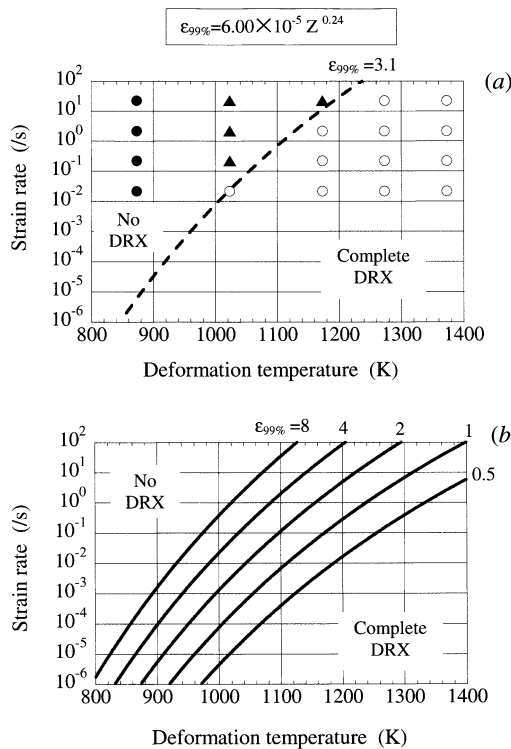 ε99%=6.00×10-5 Z0.24
ε99% =3.1
(a)
10²
10¹
10⁰
10⁻¹
10⁻²
10⁻³
10⁻⁴
10⁻⁵
10⁻⁶
Strain rate (/s)
No
DRX
Complete
DRX
800 900 1000 1100 1200 1300 1400
Deformation temperature (K)
ε99% =8 4 2 1
(b)
0.5
10²
10¹
10⁰
10⁻¹
10⁻²
10⁻³
10⁻⁴
10⁻⁵
10⁻⁶
Strain rate (/s)
No
DRX
Complete
DRX
800 900 1000 1100 1200 1300 1400
Deformation temperature (K)